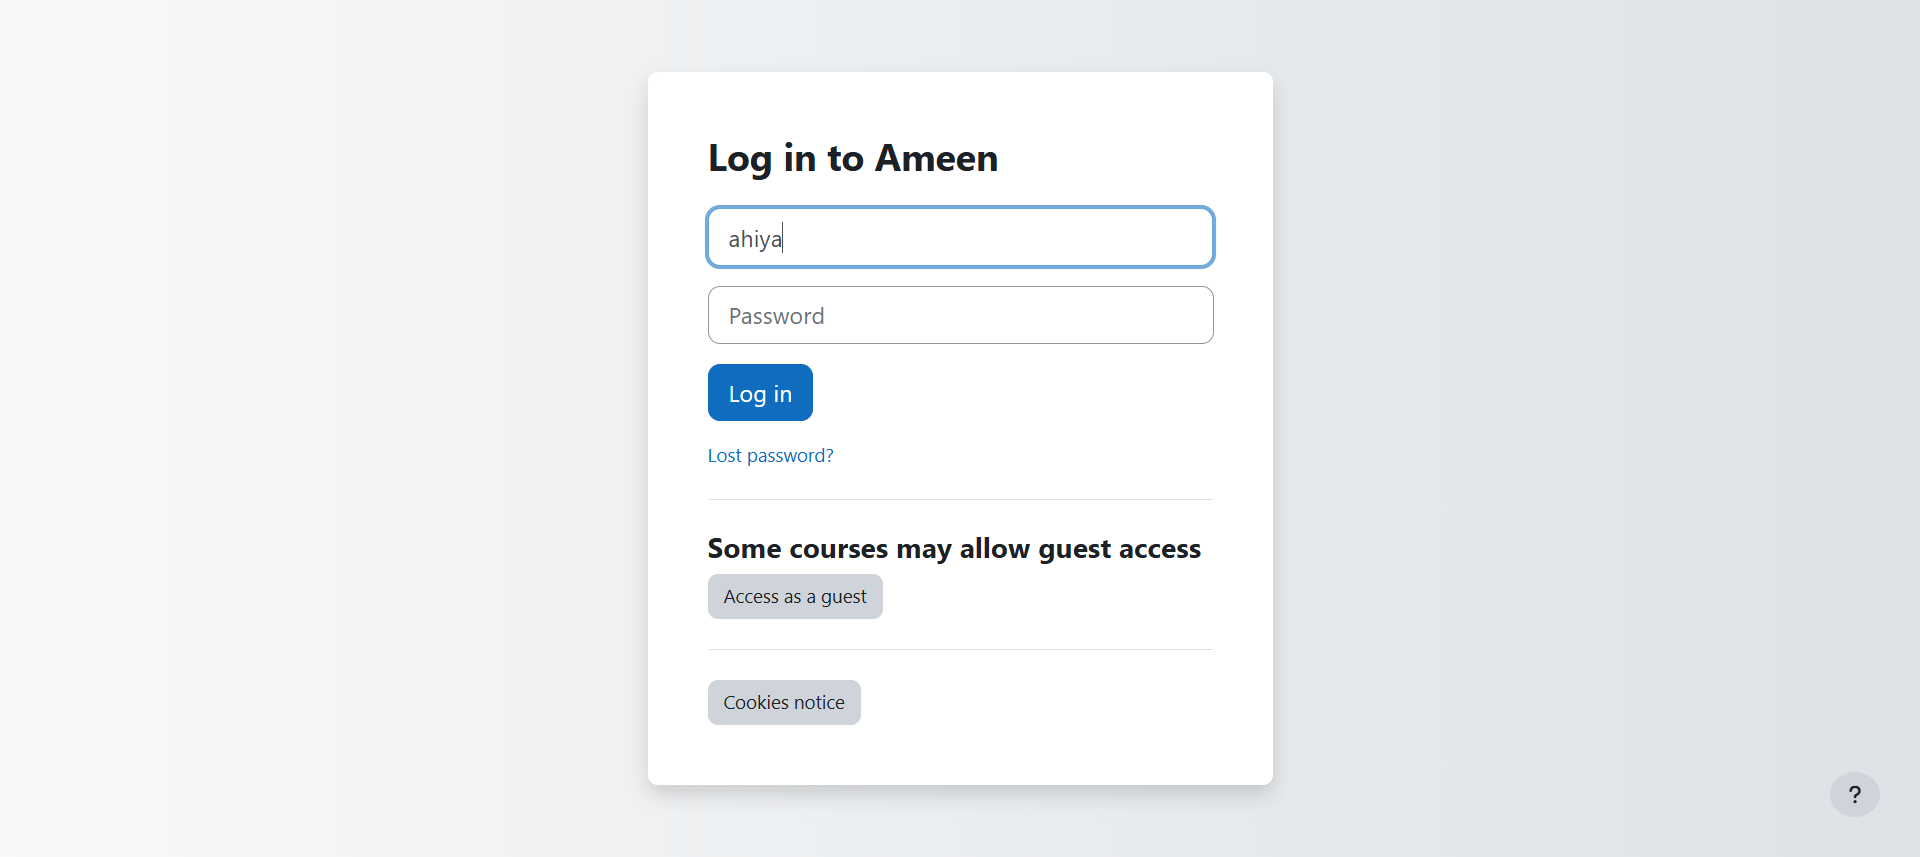 Log in to Ameen
ahiya
Password
Log in
Lost password?
Some courses may allow guest access
Access as a guest
Cookies notice
?